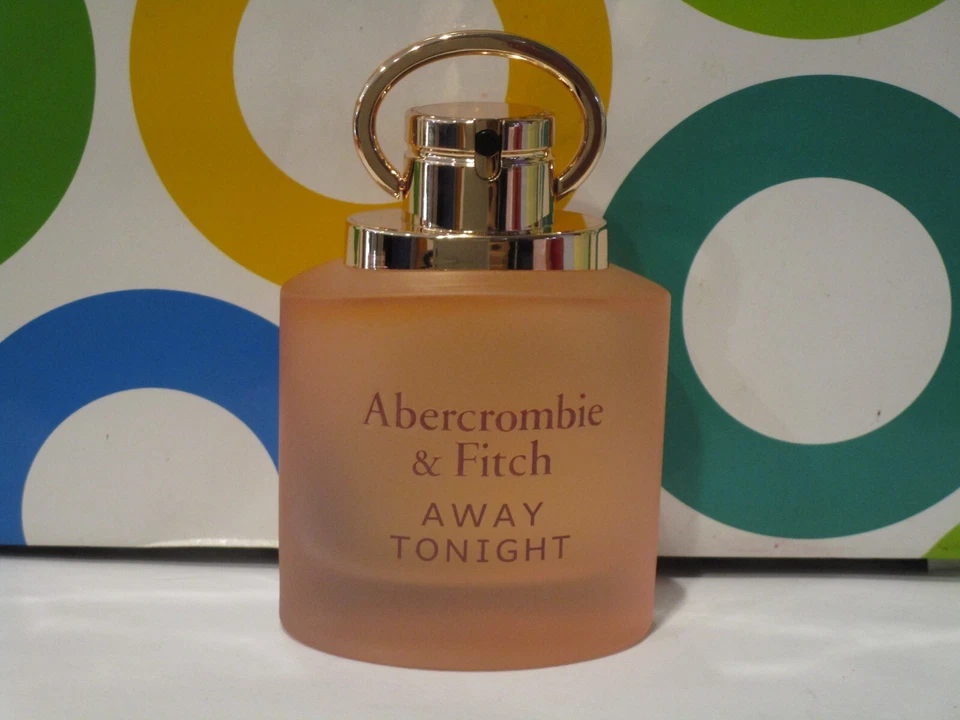 Abercrombie
& Fitch
AWAY
TONIGHT